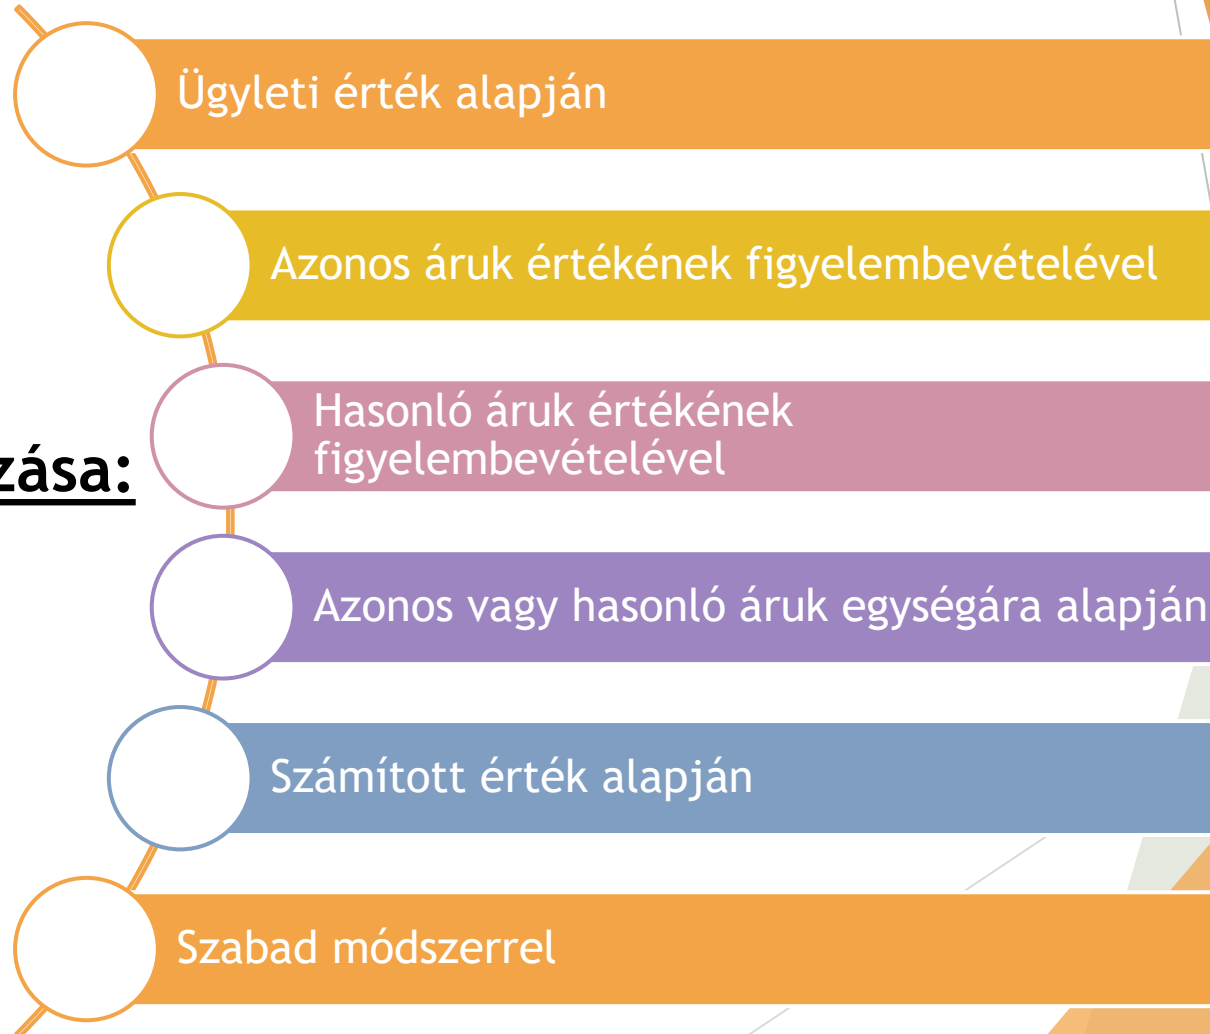 Ügyleti érték alapján
Azonos áruk értékének figyelembevételével
Hasonló áruk értékének
figyelembevételével
zása:
Azonos vagy hasonló áruk egységára alapján
Számított érték alapján
Szabad módszerrel